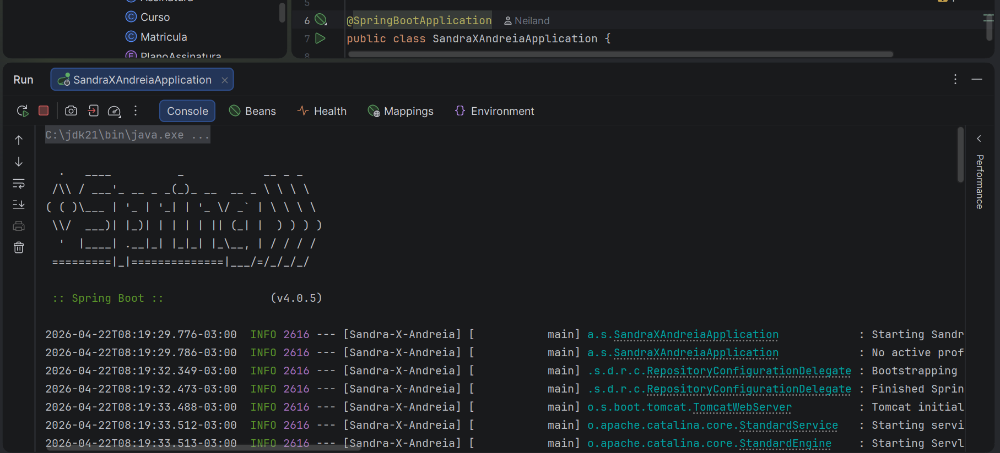 Assinatura
5
Curso
6 @SpringBootApplication Neiland
Matricula
7 public class SandraXAndreiaApplication {
PlanoAssinatura
8
Run SandraXAndreiaApplication
Console Beans Health Mappings Environment
C:\jdk21\bin\java.exe ...
Performance
  .   ____          _            __ _ _
 /\\ / ___'_ __ _ _(_)_ __  __ _ \ \ \ \
( ( )\___ | '_ | '_| | '_ \/ _` | \ \ \ \
 \\/  ___)| |_)| | | | | || (_| |  ) ) ) )
  '  |____| .__|_| |_|_| |_\__, | / / / /
 =========|_|==============|___/=/_/_/_/
 :: Spring Boot ::                (v4.0.5)
2026-04-22T08:19:29.776-03:00  INFO 2616 --- [Sandra-X-Andreia] [           main] a.s.SandraXAndreiaApplication            : Starting Sandr
2026-04-22T08:19:29.786-03:00  INFO 2616 --- [Sandra-X-Andreia] [           main] a.s.SandraXAndreiaApplication            : No active prof
2026-04-22T08:19:32.349-03:00  INFO 2616 --- [Sandra-X-Andreia] [           main] .s.d.r.c.RepositoryConfigurationDelegate : Bootstrapping
2026-04-22T08:19:32.473-03:00  INFO 2616 --- [Sandra-X-Andreia] [           main] .s.d.r.c.RepositoryConfigurationDelegate : Finished Sprin
2026-04-22T08:19:33.488-03:00  INFO 2616 --- [Sandra-X-Andreia] [           main] o.s.boot.tomcat.TomcatWebServer          : Tomcat initial
2026-04-22T08:19:33.512-03:00  INFO 2616 --- [Sandra-X-Andreia] [           main] o.apache.catalina.core.StandardService   : Starting servi
2026-04-22T08:19:33.513-03:00  INFO 2616 --- [Sandra-X-Andreia] [           main] o.apache.catalina.core.StandardEngine    : Starting Servl